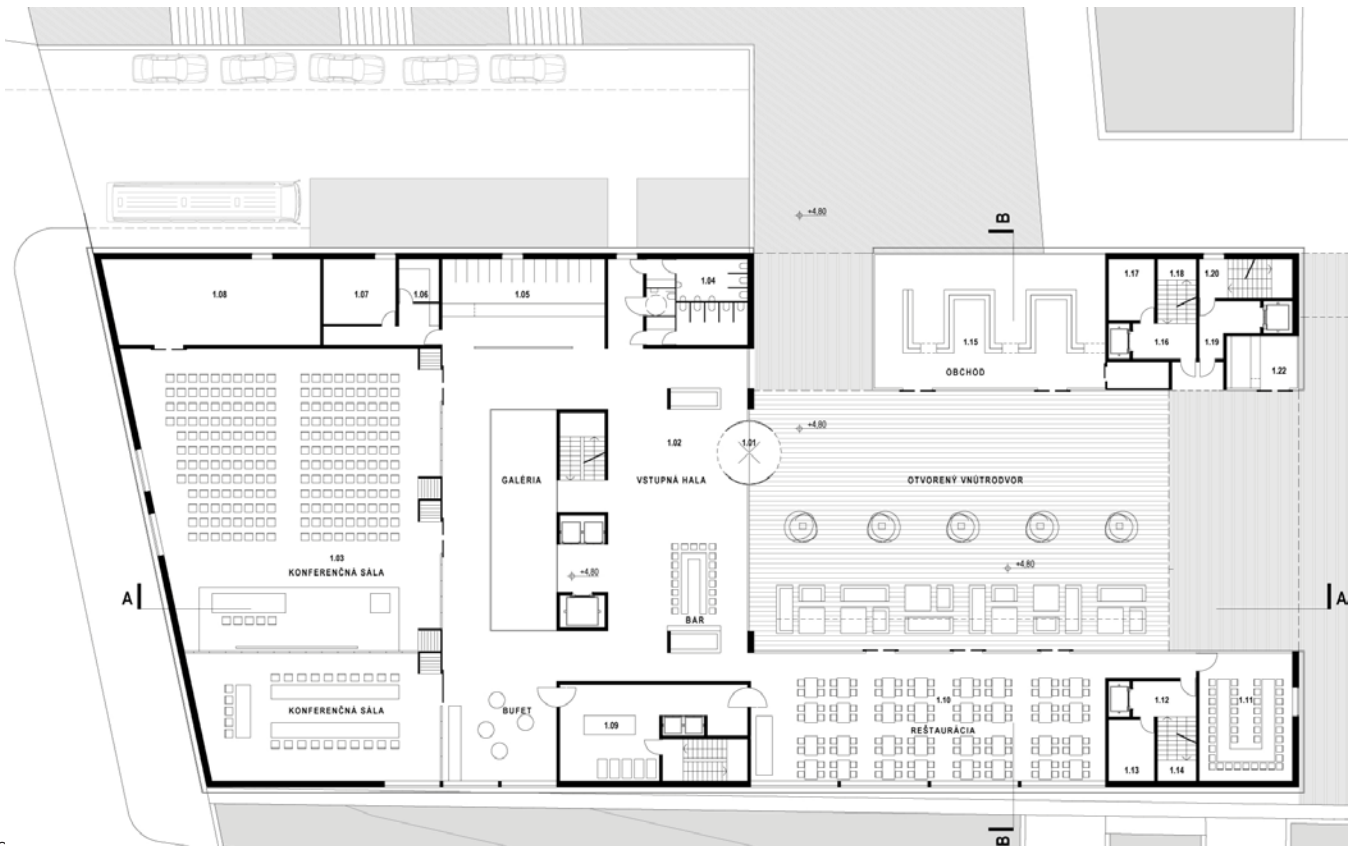 +4,80
B
1.08
1.07
1.06
1.05
1.04
1.17
1.18
1.20
1.15
1.16
1.19
1.22
OBCHOD
1.02
1.01
+4,80
GALÉRIA
VSTUPNÁ HALA
OTVORENÝ VNÚTRODVOR
1.03
KONFERENČNÁ SÁLA
+4,80
+4,80
A
A
BAR
KONFERENČNÁ SÁLA
BUFET
1.09
1.10
REŠTAURÁCIA
1.12
1.11
1.13
1.14
B